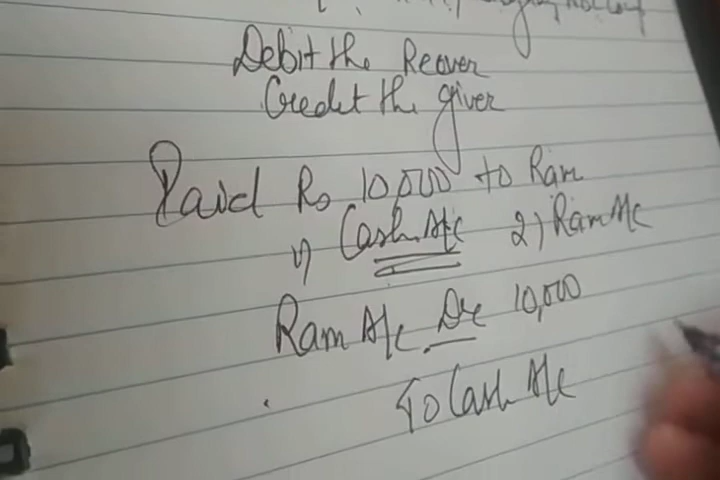 Debit the Reaver
Credit the giver
Paid Rs 10,000 to Ram
1) Cash A/c 2) Ram A/c
Ram A/c Dr 10,000
To Cash A/c